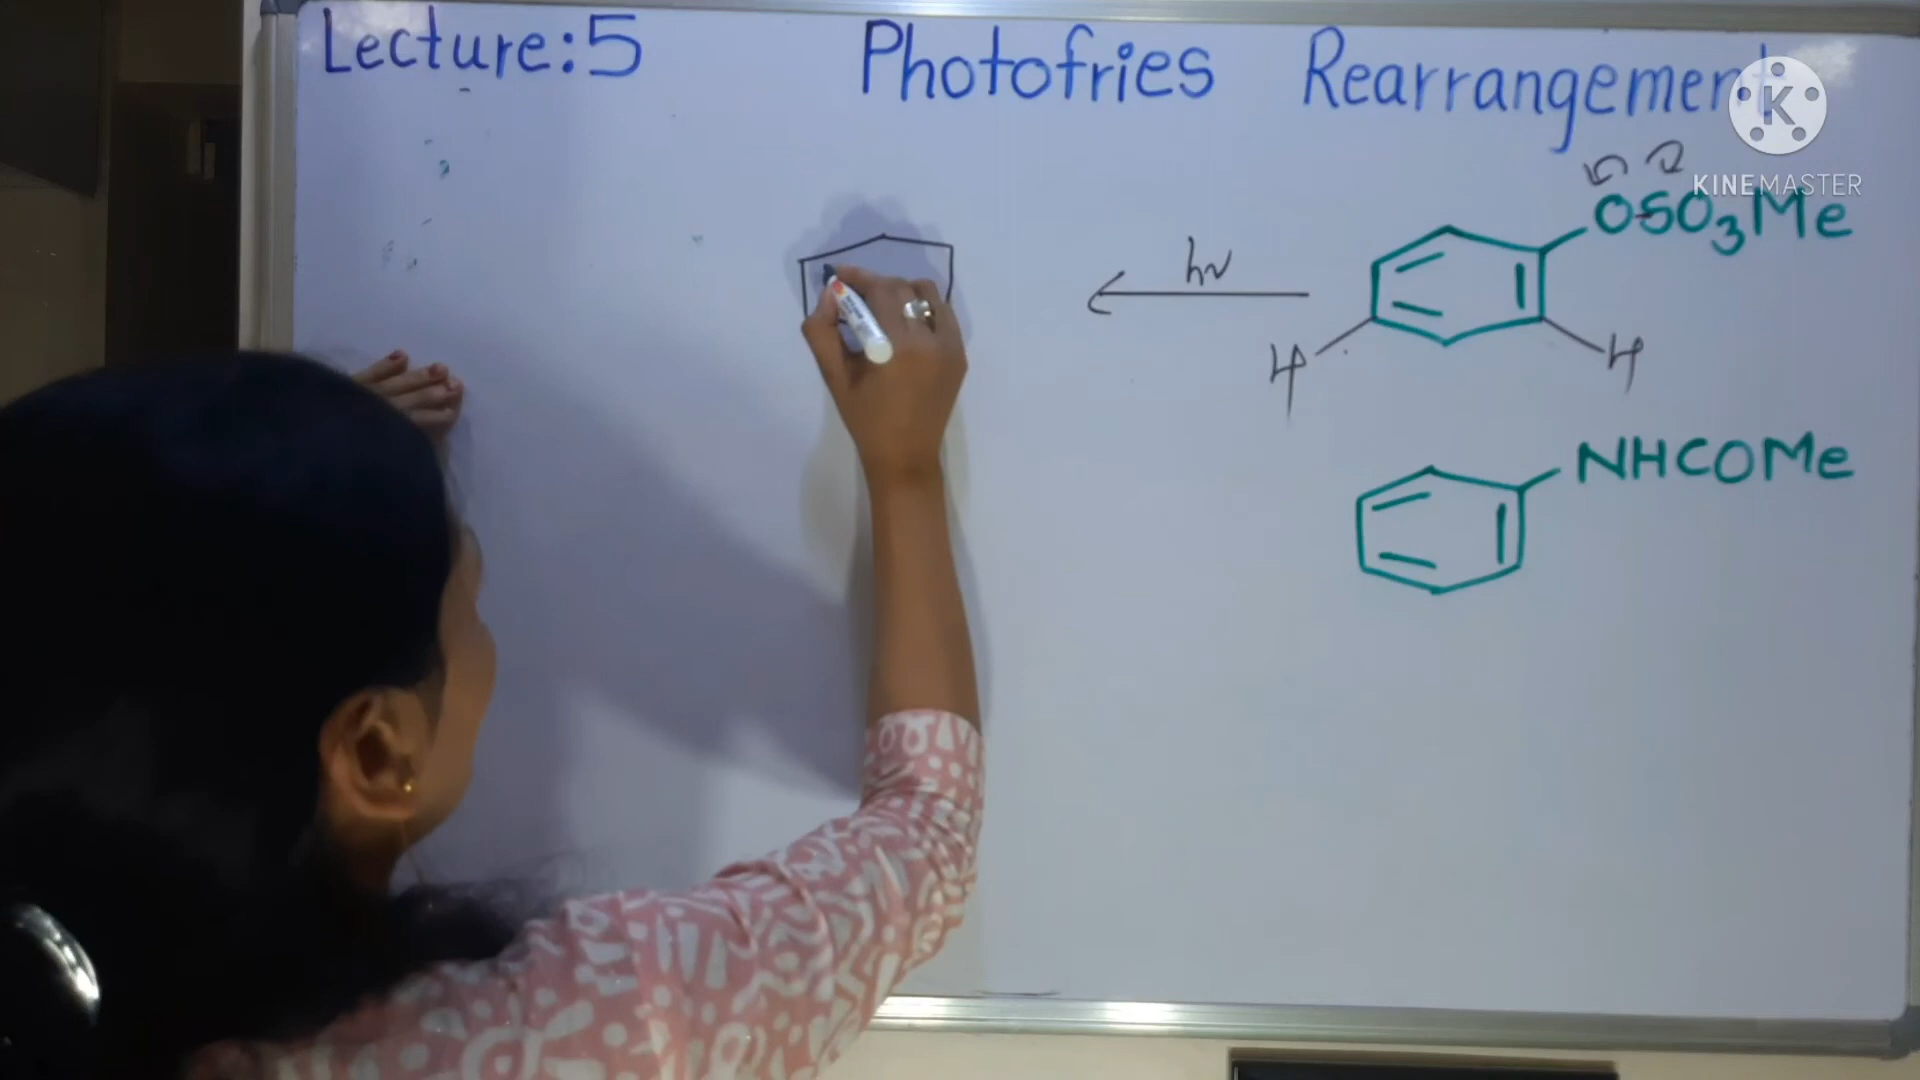 Lecture:5 Photofries Rearrangement
K
KINEMASTER
OSO3Me
hν
H H
NHCOMe